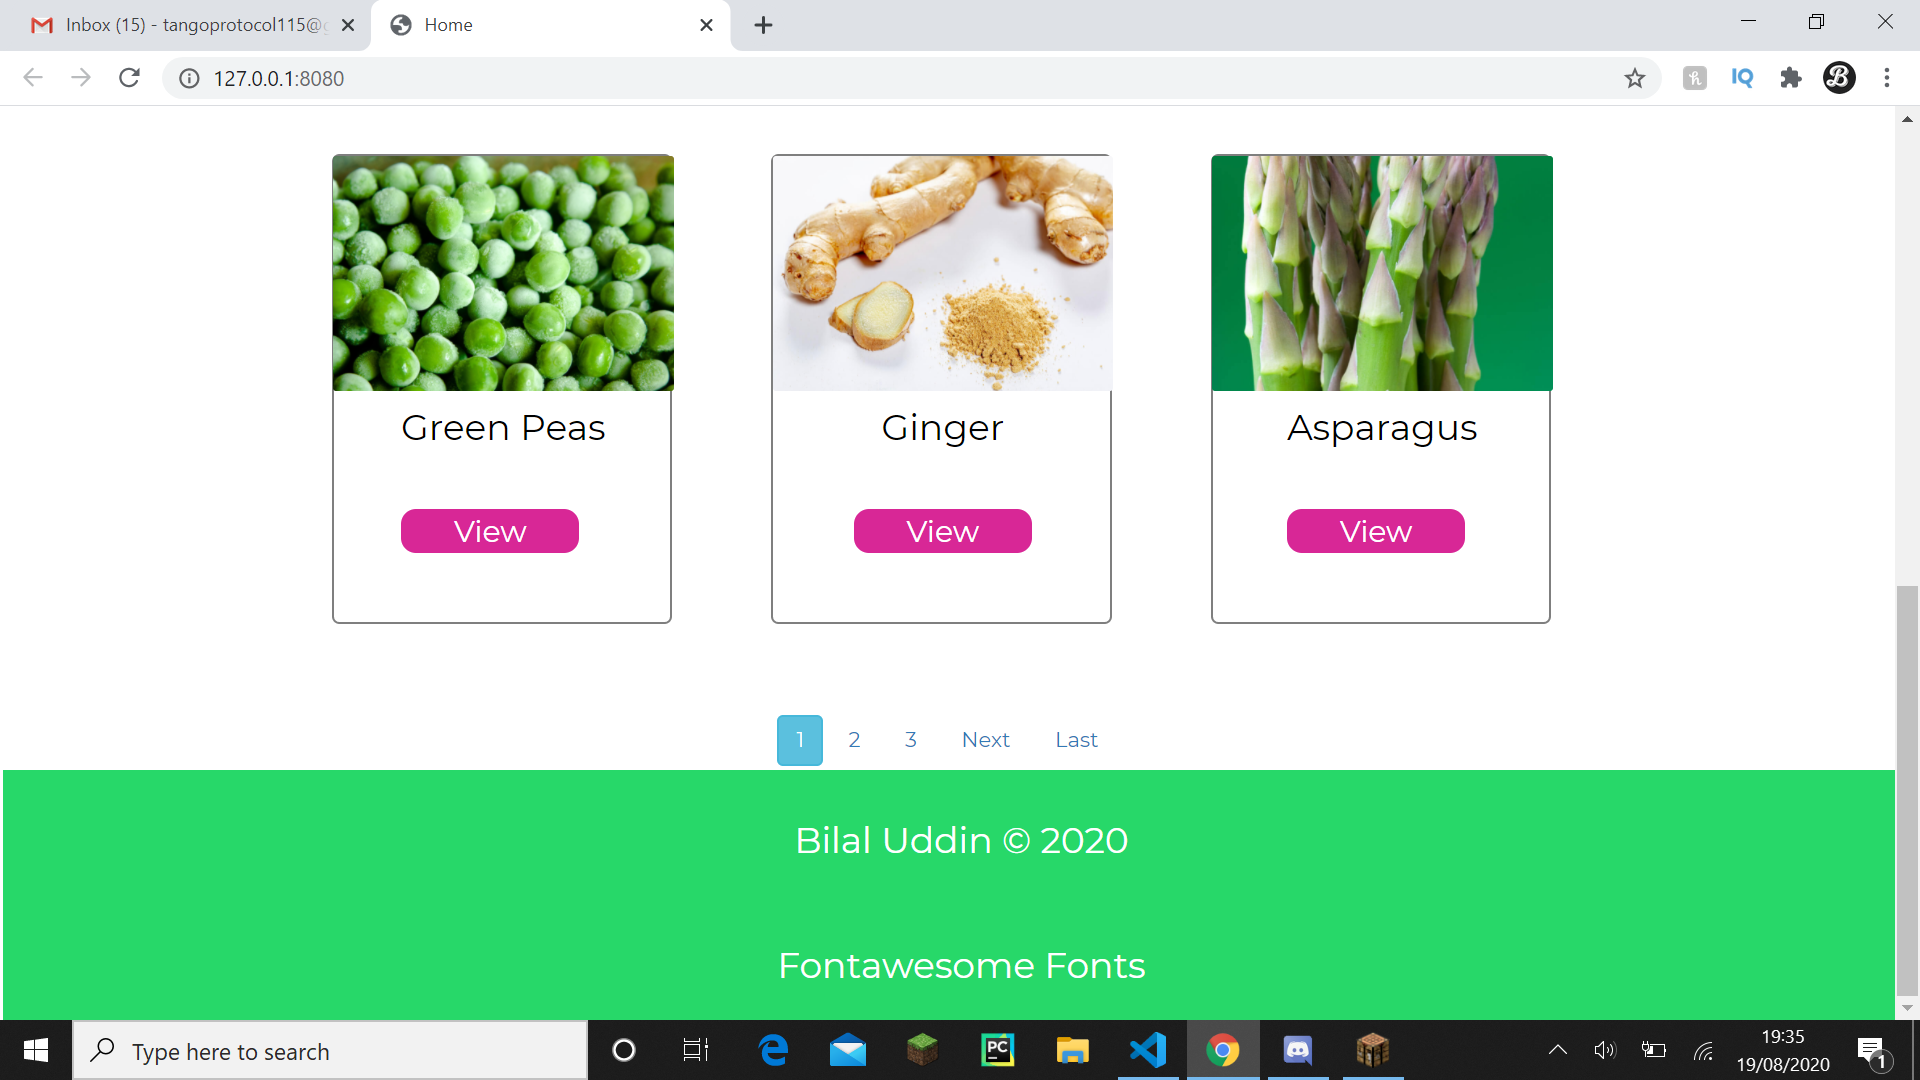 Inbox (15) - tangoprotocol115@
Home
127.0.0.1:8080
IQ
B
Green Peas
Ginger
Asparagus
View
View
View
1 2 3 Next Last
Bilal Uddin © 2020
Fontawesome Fonts
Type here to search
PC
19:35
19/08/2020
1